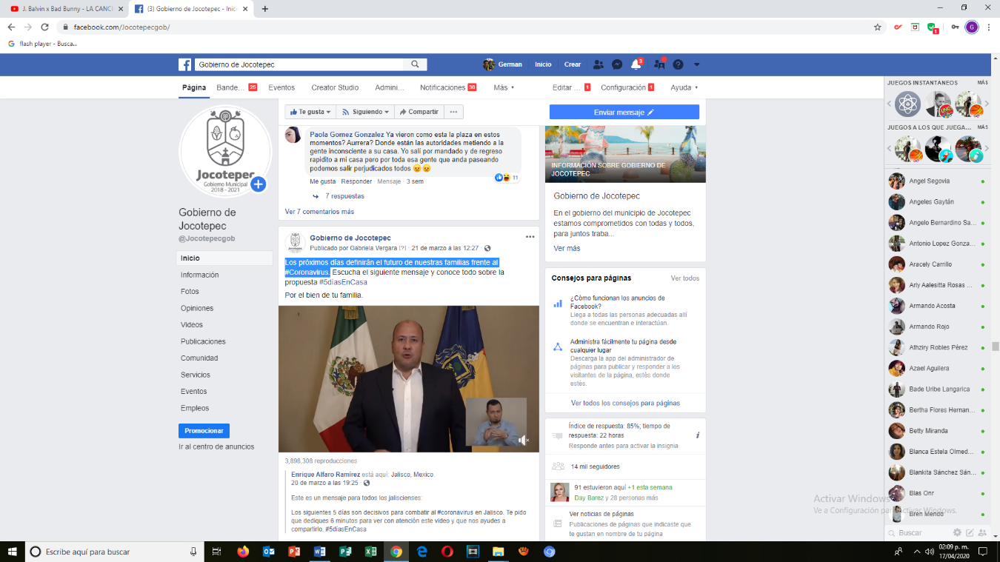 J. Balvin x Bad Bunny - LA CANCI
(3) Gobierno de Jocotepec - Inic
facebook.com/Jocotepecgob/
G
1
flash player - Busca...
Gobierno de Jocotepec
German Inicio Crear 3
Página Bande... 25 Eventos Creator Studio Admini... Notificaciones 36 Más Editar ... 1 Configuración 1 Ayuda
Te gusta Siguiendo Compartir ...
Enviar mensaje
Jocotepec
Gobierno Municipal
2018 - 2021
Gobierno de
Jocotepec
@Jocotepecgob
Inicio
Información
Fotos
Opiniones
Videos
Publicaciones
Comunidad
Servicios
Eventos
Empleos
Promocionar
Ir al centro de anuncios
Paola Gomez Gonzalez Ya vieron como esta la plaza en estos
momentos? Aurrera? Donde están las autoridades metiendo a la
gente inconsciente a su casa. Yo salí por mandado y de regreso
rapidito a mi casa pero por toda esa gente que anda paseando
podemos salir perjudicados todos
11
Me gusta · Responder · Mensaje · 3 sem
7 respuestas
Ver 7 comentarios más
Gobierno de Jocotepec
Publicado por Gabriela Vergara [?] · 21 de marzo a las 12:27 ·
Los próximos días definirán el futuro de nuestras familias frente al
#Coronavirus. Escucha el siguiente mensaje y conoce todo sobre la
propuesta #5díasEnCasa
Por el bien de tu familia.
3,898,308 reproducciones
Enrique Alfaro Ramírez está aquí: Jalisco, Mexico.
20 de marzo a las 19:25 ·
Este es un mensaje para todos los jaliscienses:
Los siguientes 5 días son decisivos para combatir al #coronavirus en Jalisco. Te pido
que dediques 6 minutos para ver con atención este video y que nos ayudes a
compartirlo. #5díasEnCasa
INFORMACIÓN SOBRE GOBIERNO DE
JOCOTEPEC
Gobierno de Jocotepec
En el gobierno del municipio de Jocotepec
estamos comprometidos con todas y todos,
para juntos traba...
Ver más
Consejos para páginas Ver todos
¿Cómo funcionan los anuncios de
Facebook?
Llega a todas las personas adecuadas allí
donde se encuentran e interactúan.
Administra fácilmente tu página desde
cualquier lugar
Descarga la app del administrador de
páginas para publicar y responder a los
visitantes de la página, estés donde
estés.
Ver todos los consejos para páginas
Índice de respuesta: 85%; tiempo de
respuesta: 22 horas
Responde antes para activar la insignia
14 mil seguidores
91 estuvieron aquí +1 esta semana
Day Barez y 28 personas más
Ver noticias de páginas
Publicaciones de páginas que indicaste que
te gustan en nombre de tu página
JUEGOS INSTANTÁNEOS MÁS
JUEGOS A LOS QUE JUEGA... MÁS
Angel Segovia
Angeles Gaytán
Angelo Bernardino Sa...
Antonio Lopez Gonza...
Aracely Carrillo
Arly Aalesitta Rosas ...
Armando Acosta
Armando Rojo
Athziry Robles Pérez
Azael Aguilera
Bade Uribe Langarica
Bertha Flores Hernan...
Betty Miranda
Blanca Estela Olmed...
Blankita Sánchez Sán...
Blas Onr
Bren Mendo
Activar Windows
Ve a Configuración para activar Windows.
Buscar
Escribe aquí para buscar
02:09 p. m.
17/04/2020